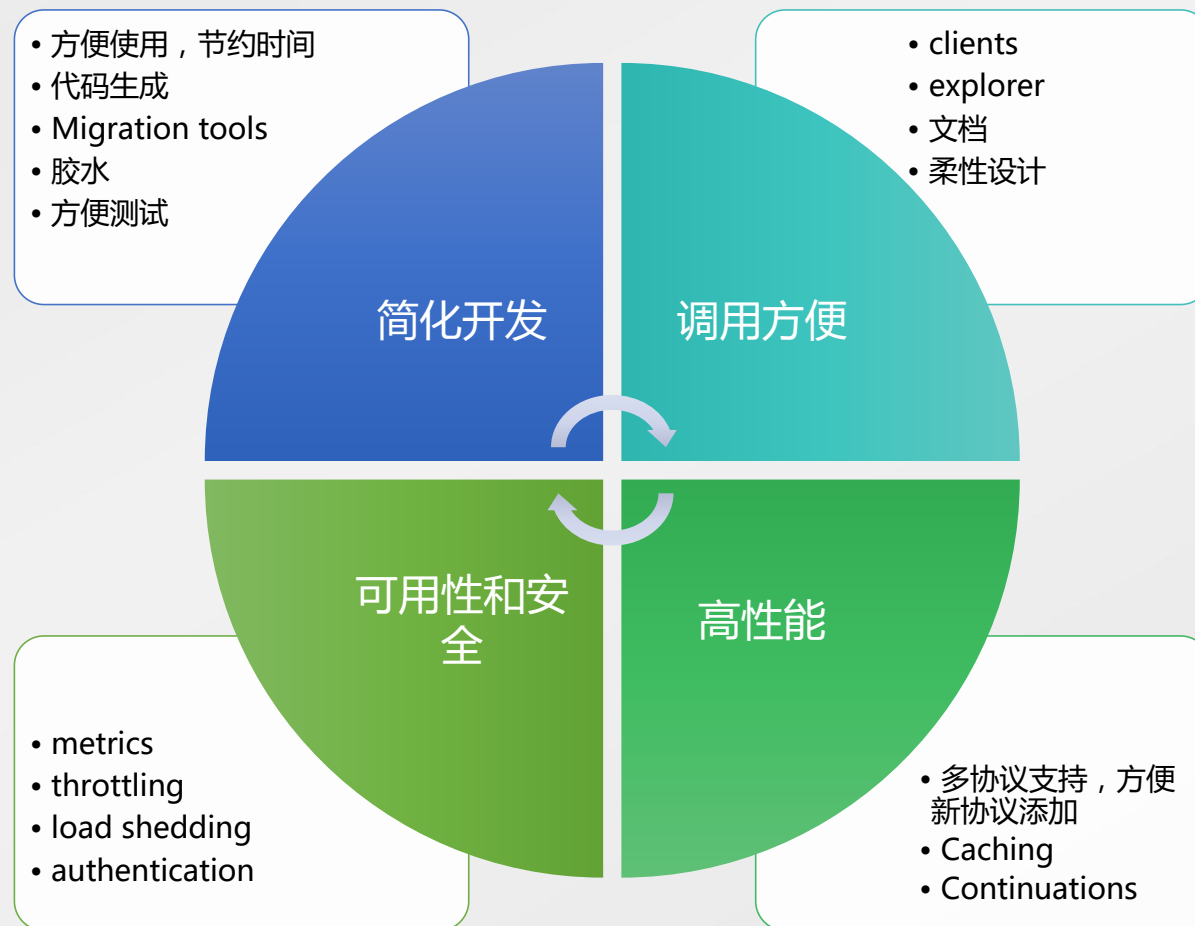 • 方便使用，节约时间
• 代码生成
• Migration tools
• 胶水
• 方便测试
• clients
• explorer
• 文档
• 柔性设计
简化开发
调用方便
可用性和安
全
高性能
• metrics
• throttling
• load shedding
• authentication
• 多协议支持，方便
新协议添加
• Caching
• Continuations